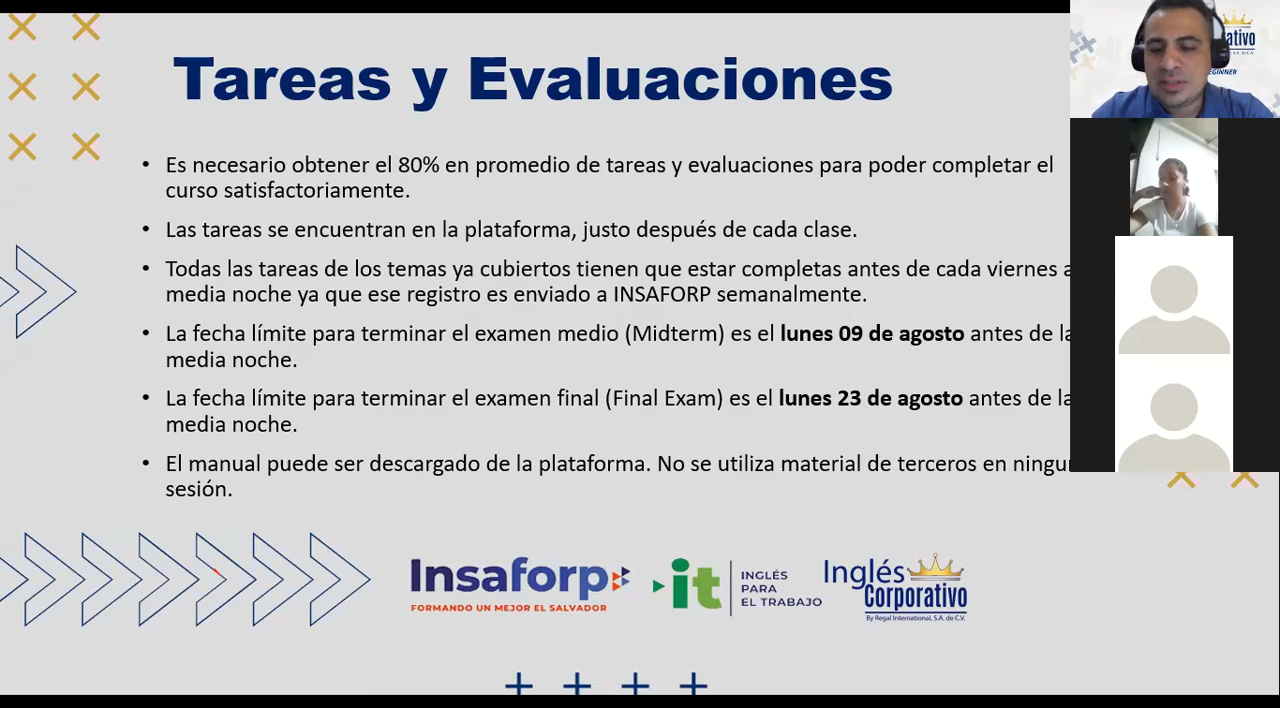 Tareas y Evaluaciones
• Es necesario obtener el 80% en promedio de tareas y evaluaciones para poder completar el
curso satisfactoriamente.
• Las tareas se encuentran en la plataforma, justo después de cada clase.
• Todas las tareas de los temas ya cubiertos tienen que estar completas antes de cada viernes a
media noche ya que ese registro es enviado a INSAFORP semanalmente.
• La fecha límite para terminar el examen medio (Midterm) es el lunes 09 de agosto antes de la
media noche.
• La fecha límite para terminar el examen final (Final Exam) es el lunes 23 de agosto antes de la
media noche.
• El manual puede ser descargado de la plataforma. No se utiliza material de terceros en ningu
sesión.
Insaforp
FORMANDO UN MEJOR EL SALVADOR
it
INGLÉS
PARA
EL TRABAJO
Inglés
Corporativo
By Regal International, S.A. de C.V.
rativo
EGINNER